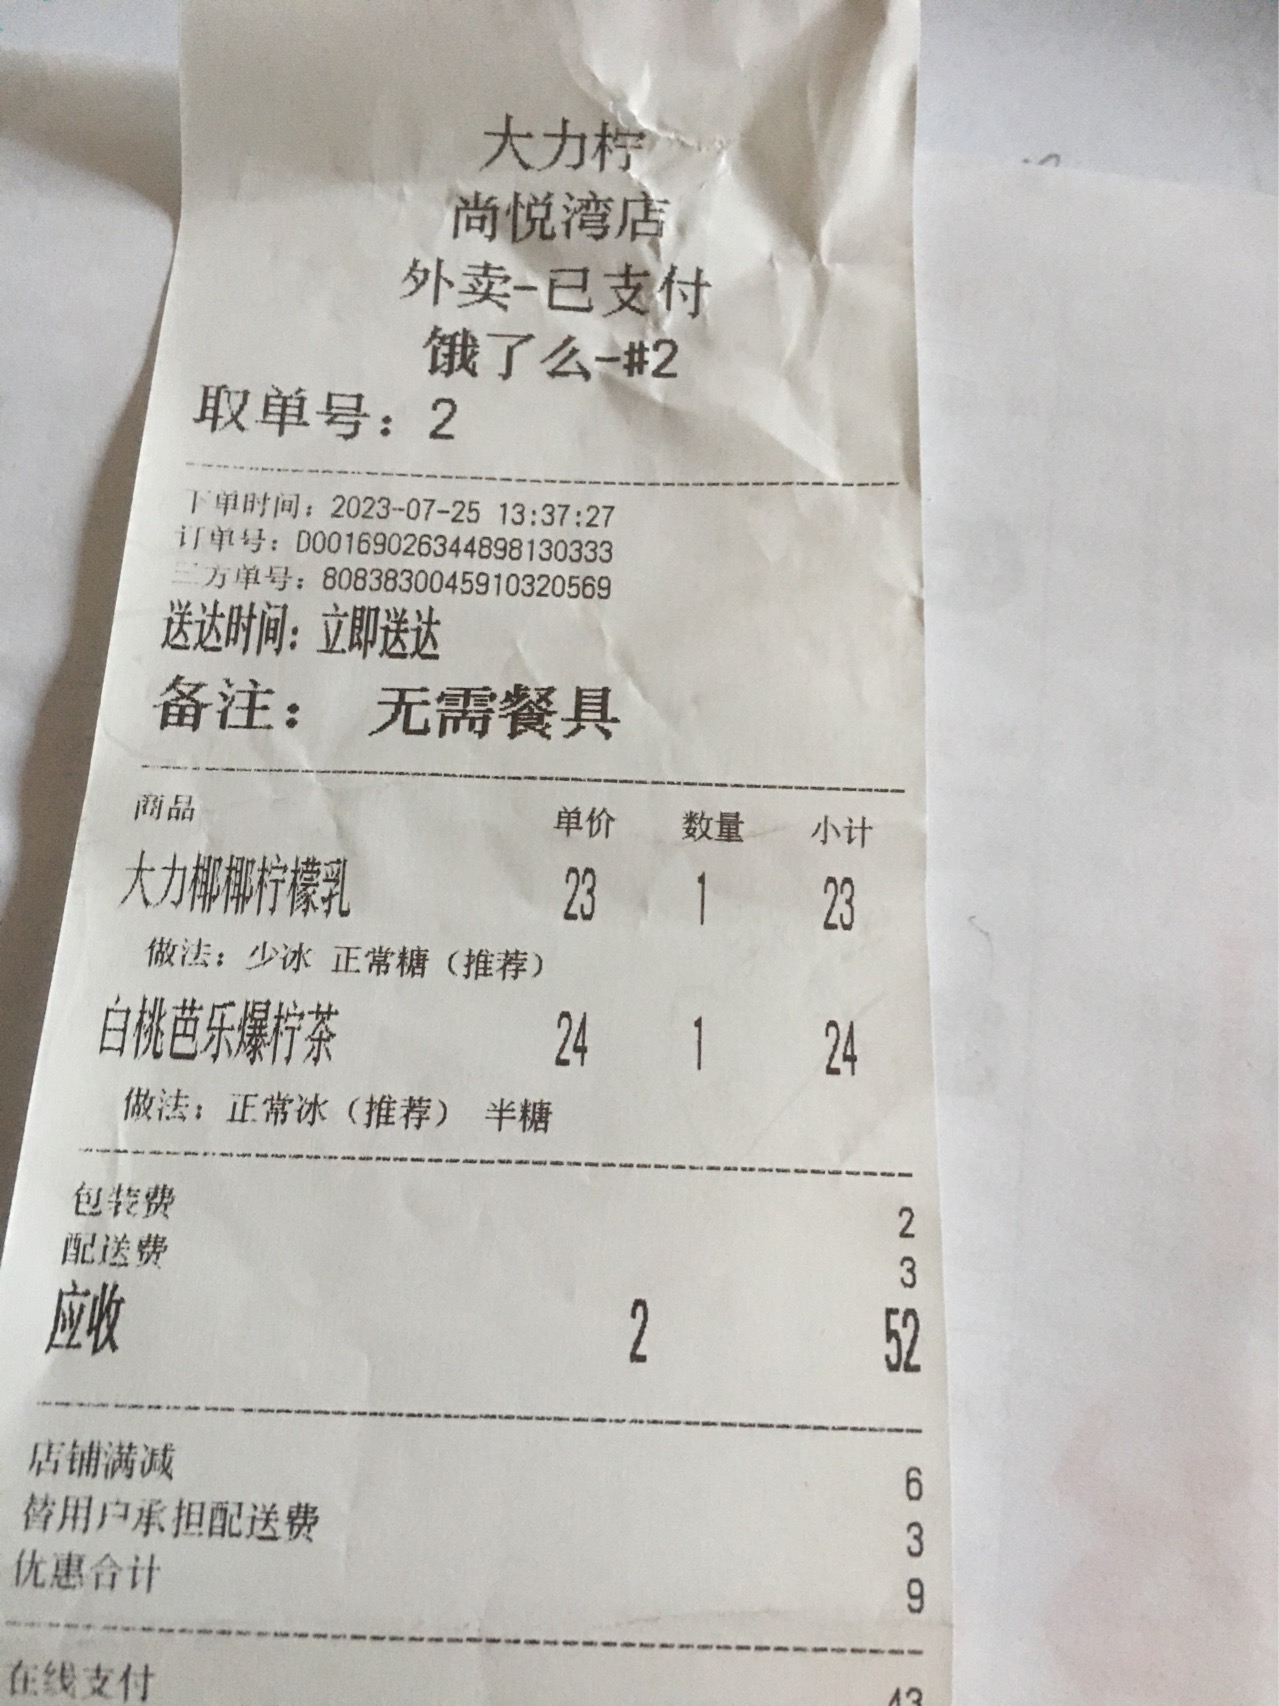 大力柠
尚悦湾店
外卖-已支付
饿了么-#2
取单号：2
下单时间：2023-07-25 13:37:27
订单号：D001690263448981​30333
三方单号：8083830045910320569
送达时间：立即送达
备注： 无需餐具
商品 单价 数量 小计
大力椰椰柠檬乳 23 1 23
做法：少冰 正常糖（推荐）
白桃芭乐爆柠茶 24 1 24
做法：正常冰（推荐） 半糖
包装费 2
配送费 3
应收 2 52
店铺满减 6
替用户承担配送费 3
优惠合计 9
在线支付 43